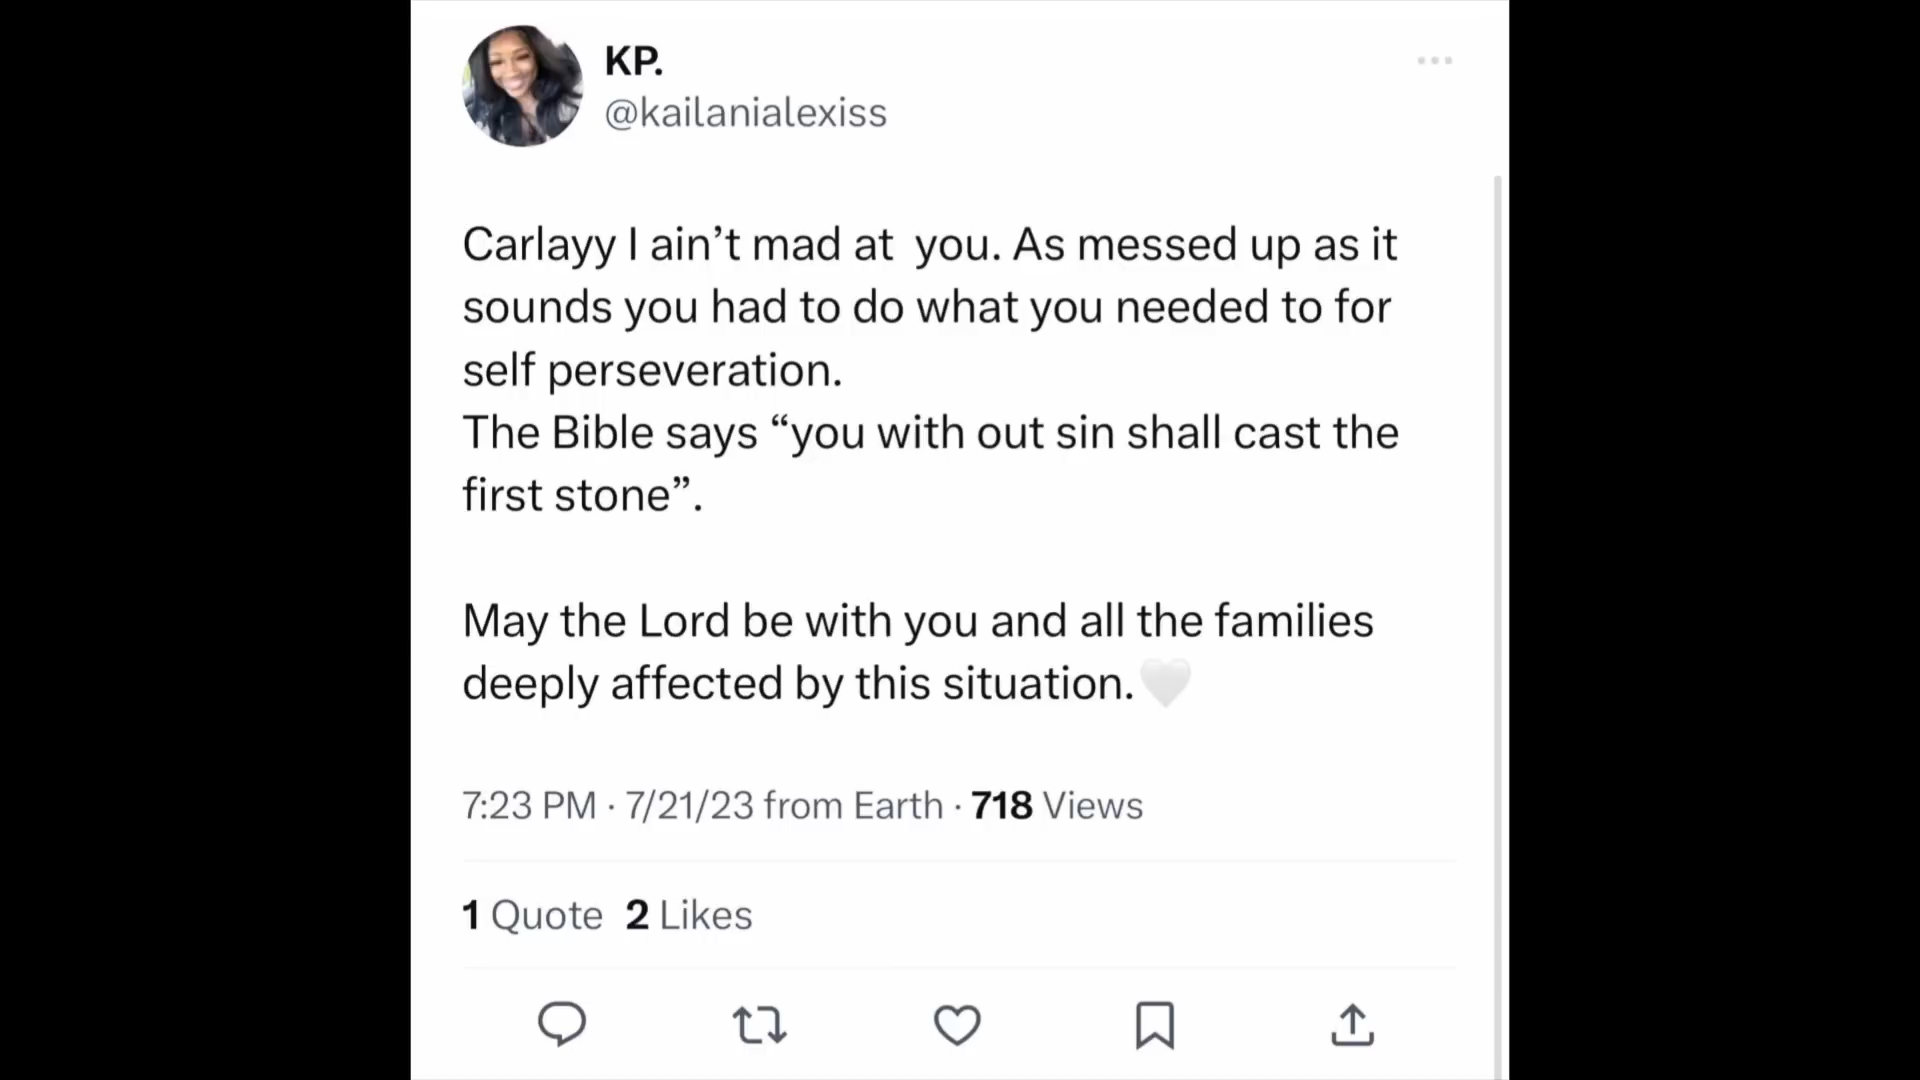 KP.
@kailanialexiss
Carlayy I ain’t mad at  you. As messed up as it
sounds you had to do what you needed to for
self perseveration.
The Bible says “you with out sin shall cast the
first stone”.
May the Lord be with you and all the families
deeply affected by this situation.🤍
7:23 PM · 7/21/23 from Earth · 718 Views
1 Quote 2 Likes